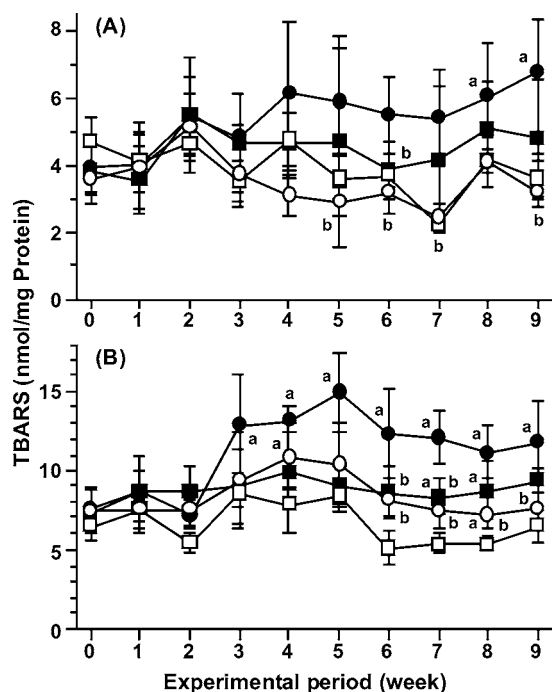 (A)
8
6
4
2
0
a
a
b
b
b
b
0 1 2 3 4 5 6 7 8 9
TBARS (nmol/mg Protein)
(B)
15
10
5
0
a
a
a
a
a
a
a
a
a
b
a
b
b
b
b
a
b
0 1 2 3 4 5 6 7 8 9
Experimental period (week)